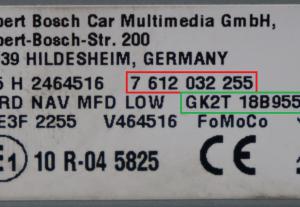 bert Bosch Car Multimedia GmbH,
bert-Bosch-Str. 200
39 HILDESHEIM, GERMANY
5 H 2464516 7 612 032 255
RD NAV MFD LOW GK2T 18B955
E3F 2255 V464516 FoMoCo
E1 10 R-04 5825 CE